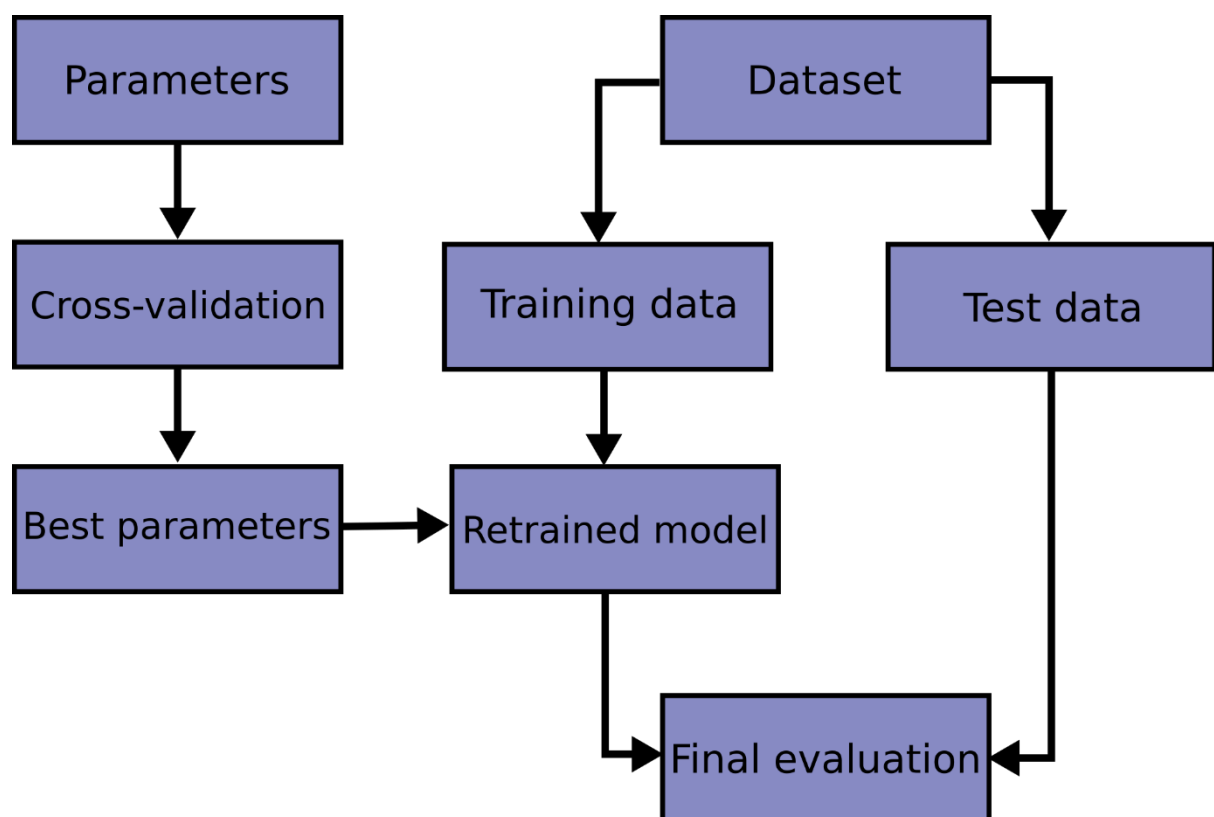 Parameters
Dataset
Cross-validation
Training data
Test data
Best parameters
Retrained model
Final evaluation